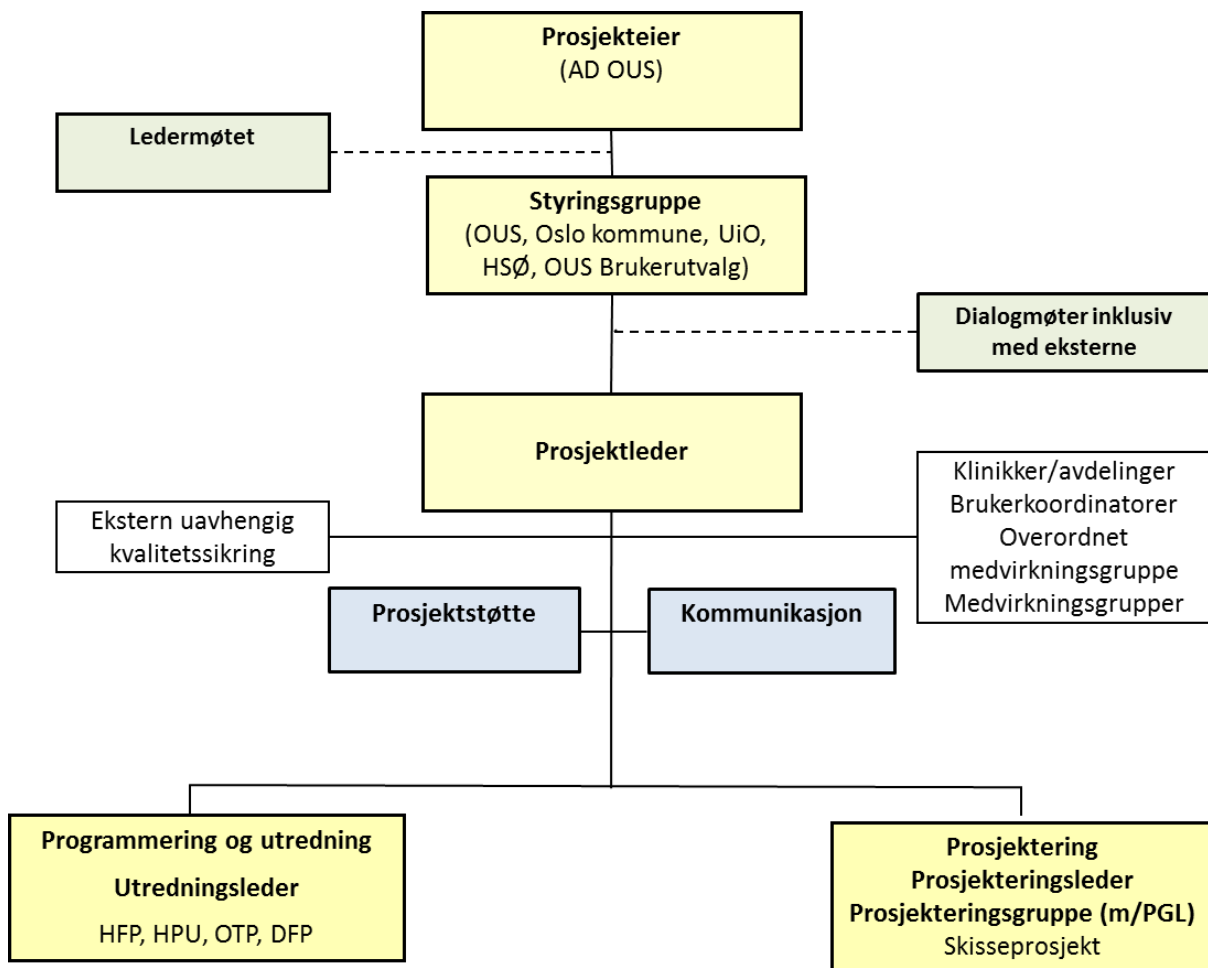 Prosjekteier
(AD OUS)
Ledermøtet
Styringsgruppe
(OUS, Oslo kommune, UiO,
HSØ, OUS Brukerutvalg)
Dialogmøter inklusiv
med eksterne
Prosjektleder
Ekstern uavhengig
kvalitetssikring
Klinikker/avdelinger
Brukerkoordinatorer
Overordnet
medvirkningsgruppe
Medvirkningsgrupper
Prosjektstøtte
Kommunikasjon
Programmering og utredning
Utredningsleder
HFP, HPU, OTP, DFP
Prosjektering
Prosjekteringsleder
Prosjekteringsgruppe (m/PGL)
Skisseprosjekt